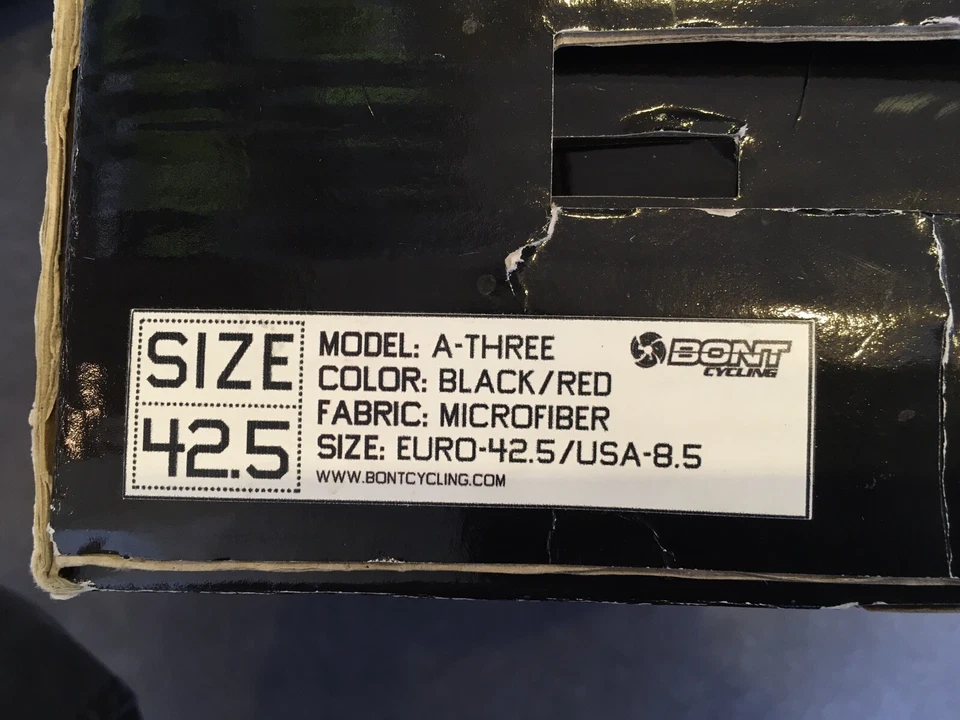 SIZE
42.5
MODEL: A-THREE
COLOR: BLACK/RED
FABRIC: MICROFIBER
SIZE: EURO-42.5/USA-8.5
WWW.BONTCYCLING.COM
BONT
CYCLING